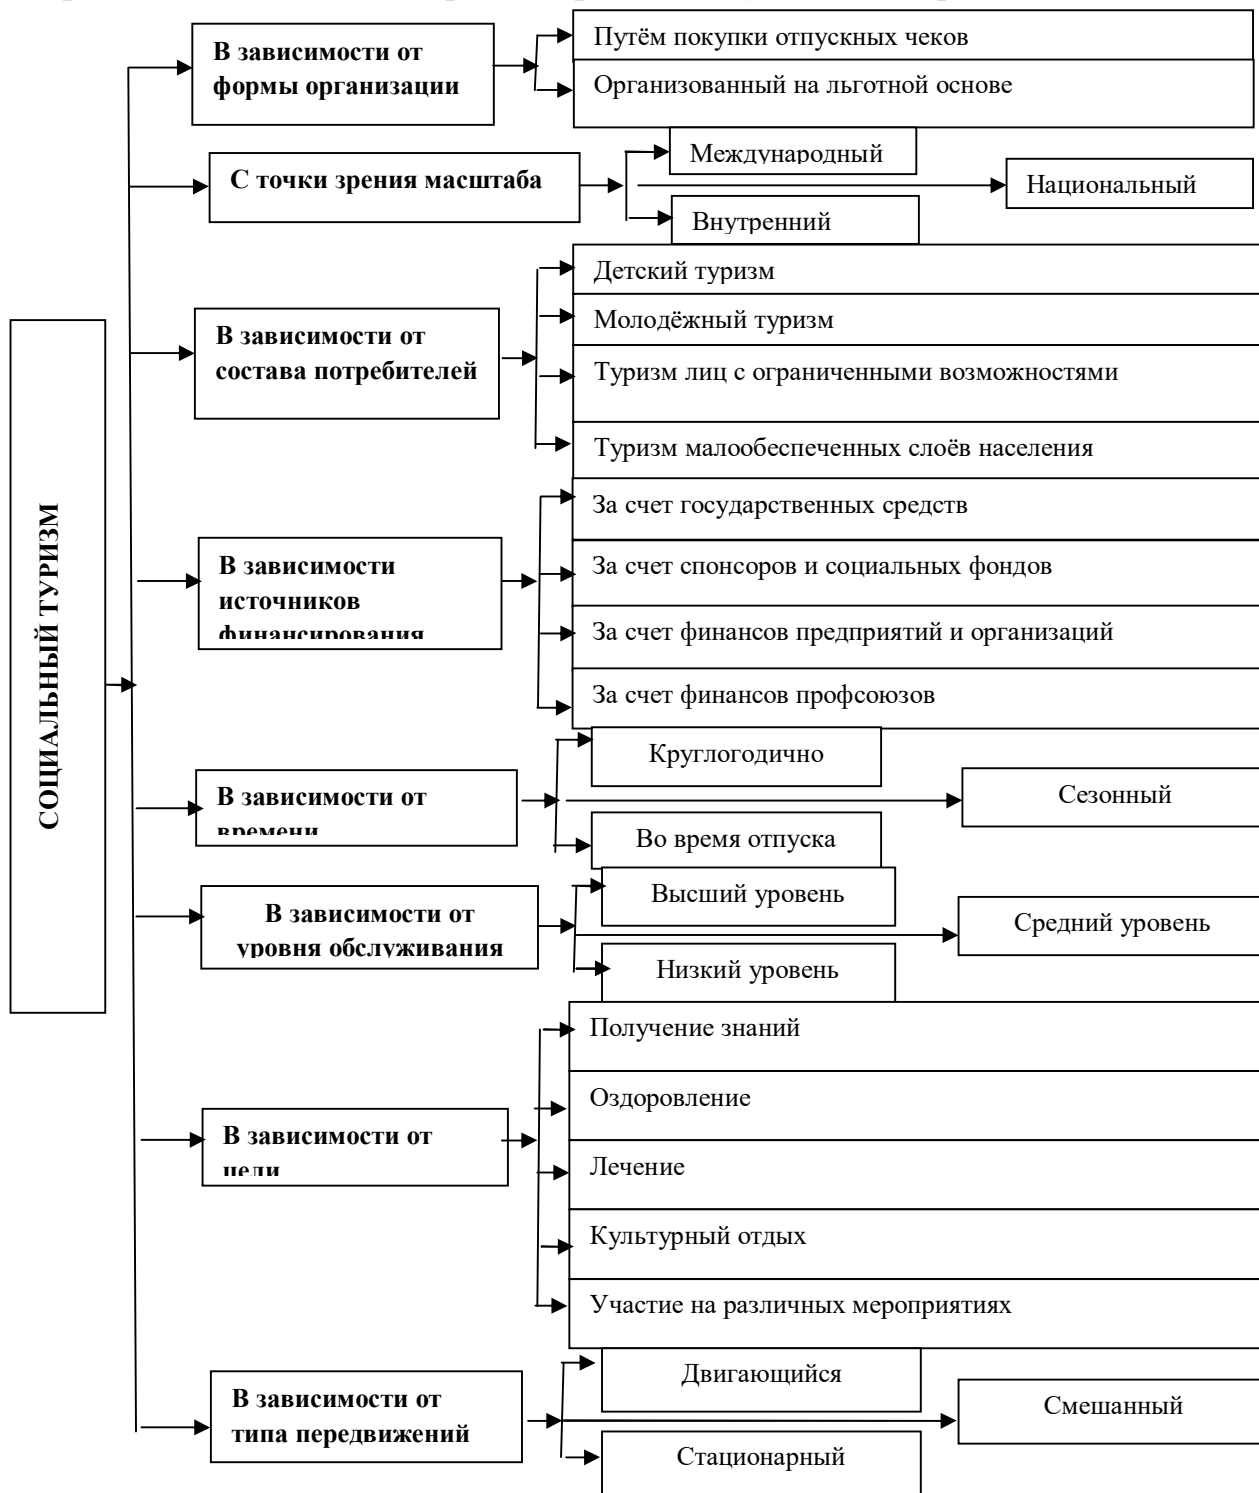 В зависимости от
формы организации
Путём покупки отпускных чеков
Организованный на льготной основе
С точки зрения масштаба
Международный
Национальный
Внутренний
СОЦИАЛЬНЫЙ ТУРИЗМ
В зависимости от
состава потребителей
Детский туризм
Молодёжный туризм
Туризм лиц с ограниченными возможностями
Туризм малообеспеченных слоёв населения
В зависимости
источников
финансирования
За счет государственных средств
За счет спонсоров и социальных фондов
За счет финансов предприятий и организаций
За счет финансов профсоюзов
В зависимости от
времени
Круглогодично
Сезонный
Во время отпуска
В зависимости от
уровня обслуживания
Высший уровень
Средний уровень
Низкий уровень
В зависимости от
цели
Получение знаний
Оздоровление
Лечение
Культурный отдых
Участие на различных мероприятиях
В зависимости от
типа передвижений
Двигающийся
Смешанный
Стационарный